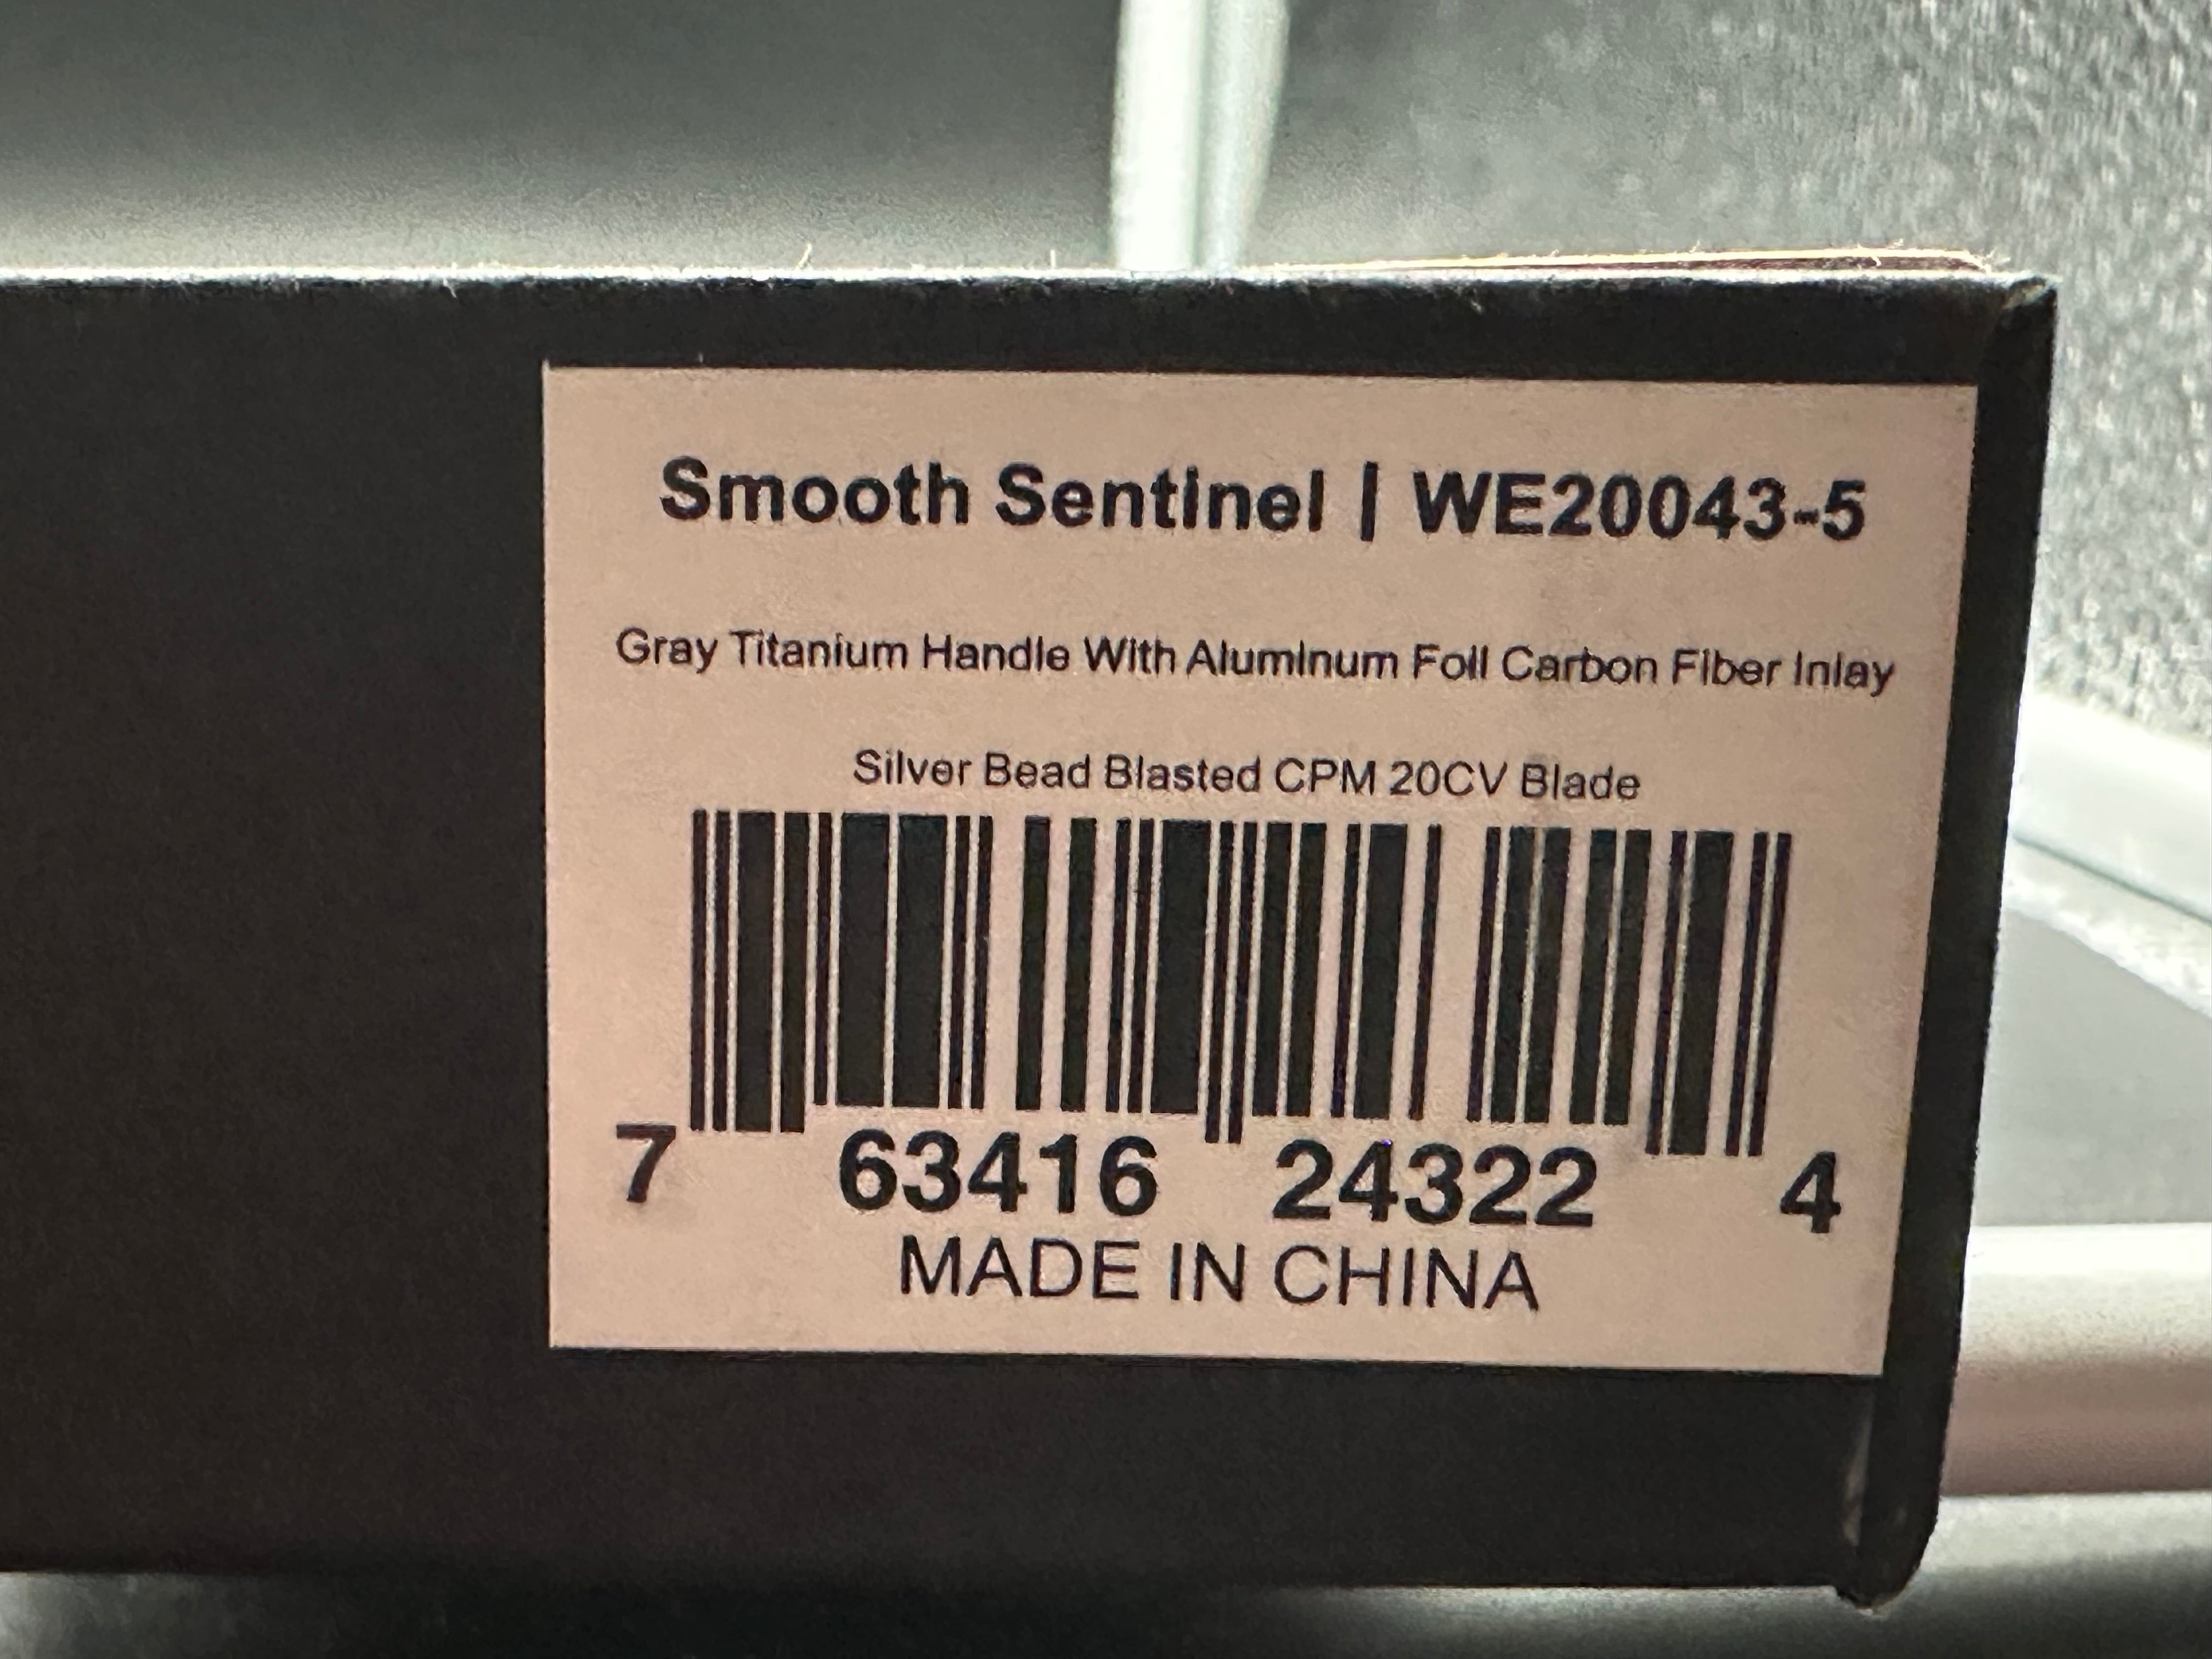 Smooth Sentinel | WE20043-5
Gray Titanium Handle With Aluminum Foil Carbon Fiber Inlay
Silver Bead Blasted CPM 20CV Blade
7 63416 24322 4
MADE IN CHINA